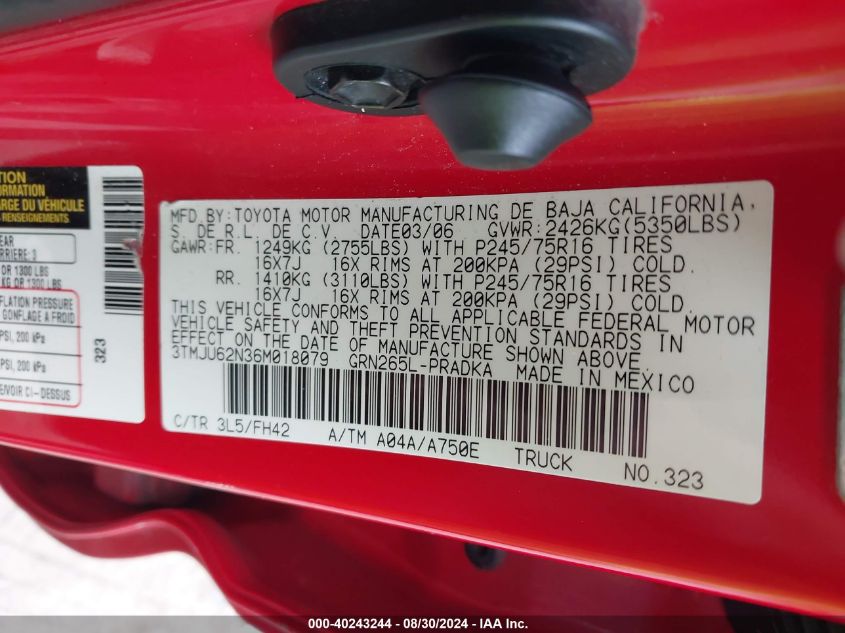 TION
FORMATION
ARGE DU VÉHICULE
RENSEIGNEMENTS
EAR
ARRIERE: 3
OR 1300 LBS
KG OR 1300 LBS
FLATION PRESSURE
GONFLAGE A FROID
PSI, 200 kPa
PSI, 200 kPa
E/VOIR CI-DESSUS
323
MFD.BY:TOYOTA MOTOR MANUFACTURING DE BAJA CALIFORNIA,
S. DE R.L. DE C.V. DATE03/06 GVWR:2426KG(5350LBS)
GAWR:FR. 1249KG (2755LBS) WITH P245/75R16 TIRES
16X7J 16X RIMS AT 200KPA (29PSI) COLD.
RR. 1410KG (3110LBS) WITH P245/75R16 TIRES
16X7J 16X RIMS AT 200KPA (29PSI) COLD.
THIS VEHICLE CONFORMS TO ALL APPLICABLE FEDERAL MOTOR
VEHICLE SAFETY AND THEFT PREVENTION STANDARDS IN
EFFECT ON THE DATE OF MANUFACTURE SHOWN ABOVE.
3TMJU62N36M018079 GRN265L-PRADKA MADE IN MEXICO
C/TR 3L5/FH42 A/TM A04A/A750E TRUCK NO.323
000-40243244 - 08/30/2024 - IAA Inc.